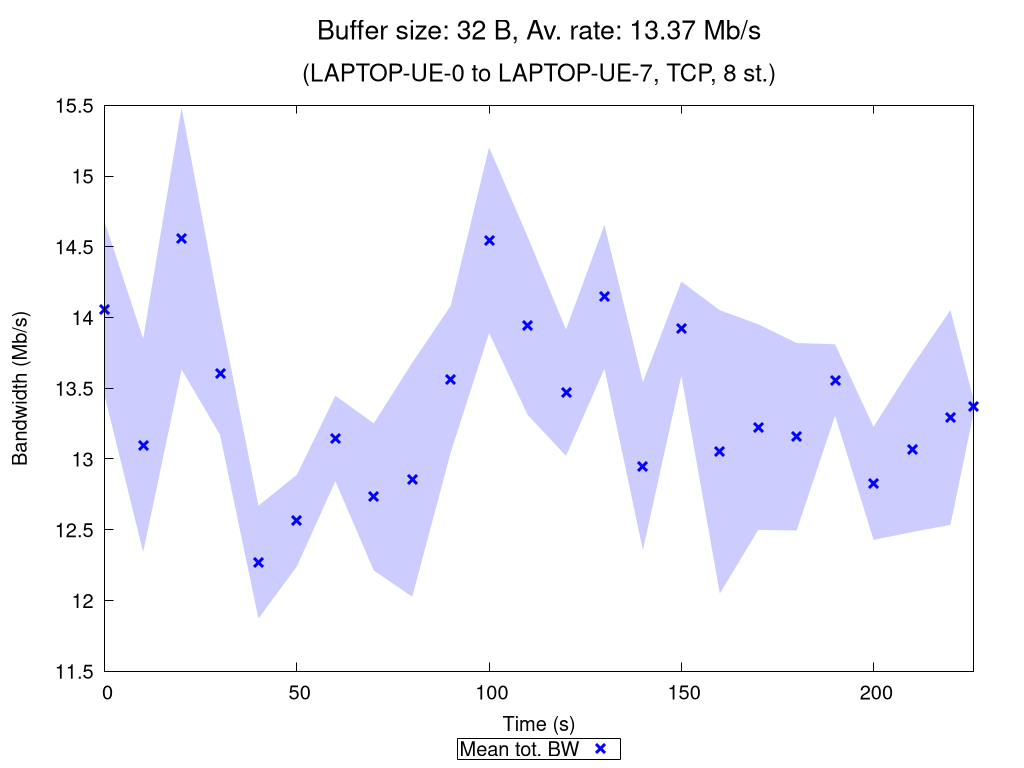 Buffer size: 32 B, Av. rate: 13.37 Mb/s
(LAPTOP-UE-0 to LAPTOP-UE-7, TCP, 8 st.)
15.5
15
14.5
14
13.5
13
12.5
12
11.5
Bandwidth (Mb/s)
0 50 100 150 200
Time (s)
Mean tot. BW